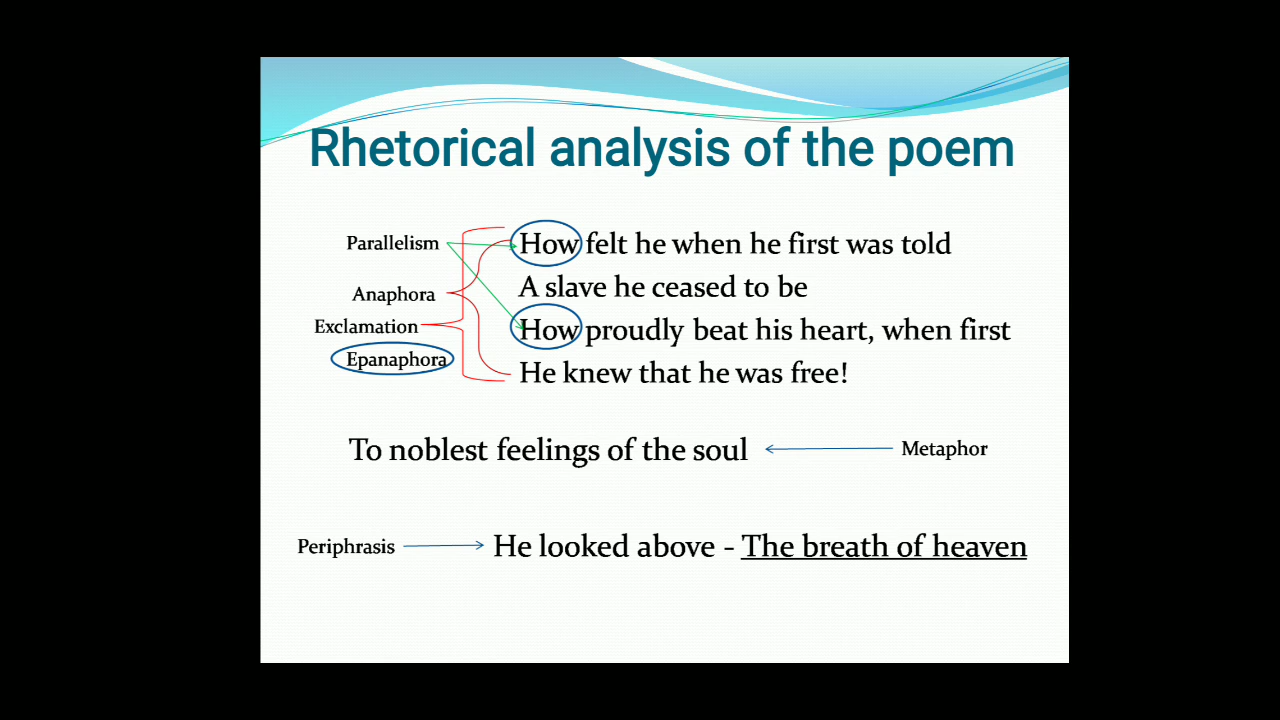 Rhetorical analysis of the poem
Parallelism
Anaphora
Exclamation
Epanaphora
How felt he when he first was told
A slave he ceased to be
How proudly beat his heart, when first
He knew that he was free!
To noblest feelings of the soul
Metaphor
Periphrasis
He looked above - The breath of heaven